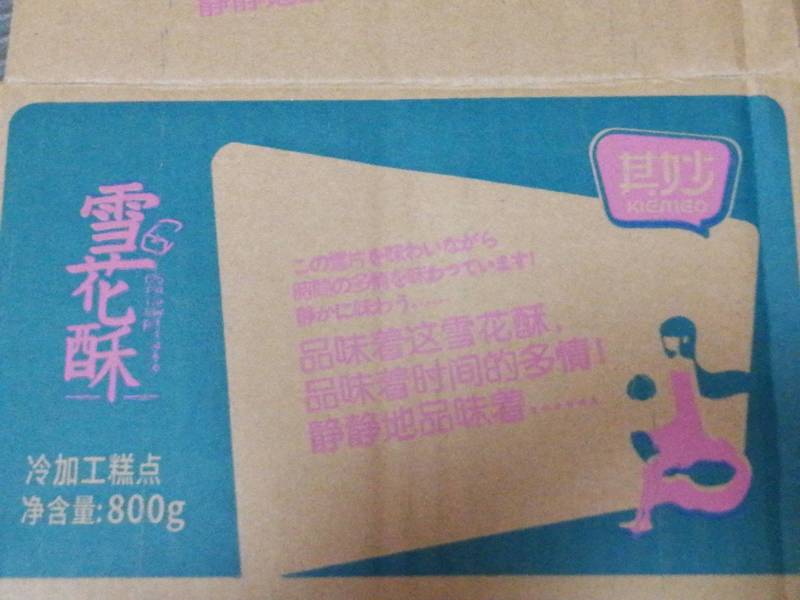 静静地
其妙
KIEMEO
雪花酥
この雪片を味わいながら
時間の多情を味わっています!
静かに味わう……
品味着这雪花酥，
品味着时间的多情!
静静地品味着……
冷加工糕点
净含量:800g